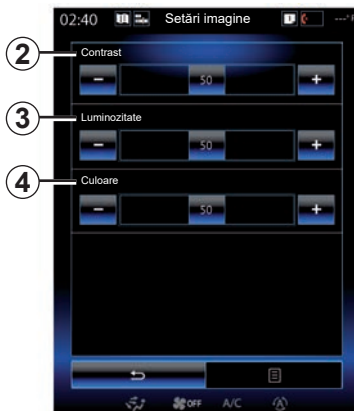 02:40 Setări imagine
2
Contrast
− 50 +
3
Luminozitate
− 50 +
4
Culoare
− 50 +
OFF A/C A